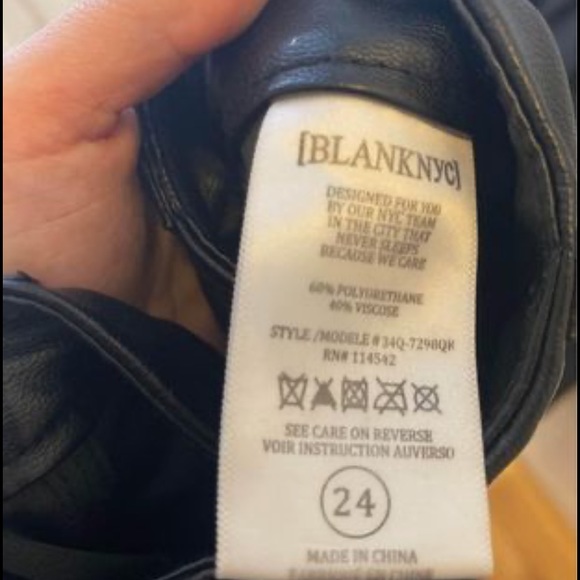 [BLANKNYC]
DESIGNED FOR YOU
BY OUR NYC TEAM
IN THE CITY THAT
NEVER SLEEPS
BECAUSE WE CARE
60% POLYURETHANE
40% VISCOSE
STYLE /MODELE # 34Q-7298QR
RN# 114542
SEE CARE ON REVERSE
VOIR INSTRUCTION AUVERSO
24
MADE IN CHINA